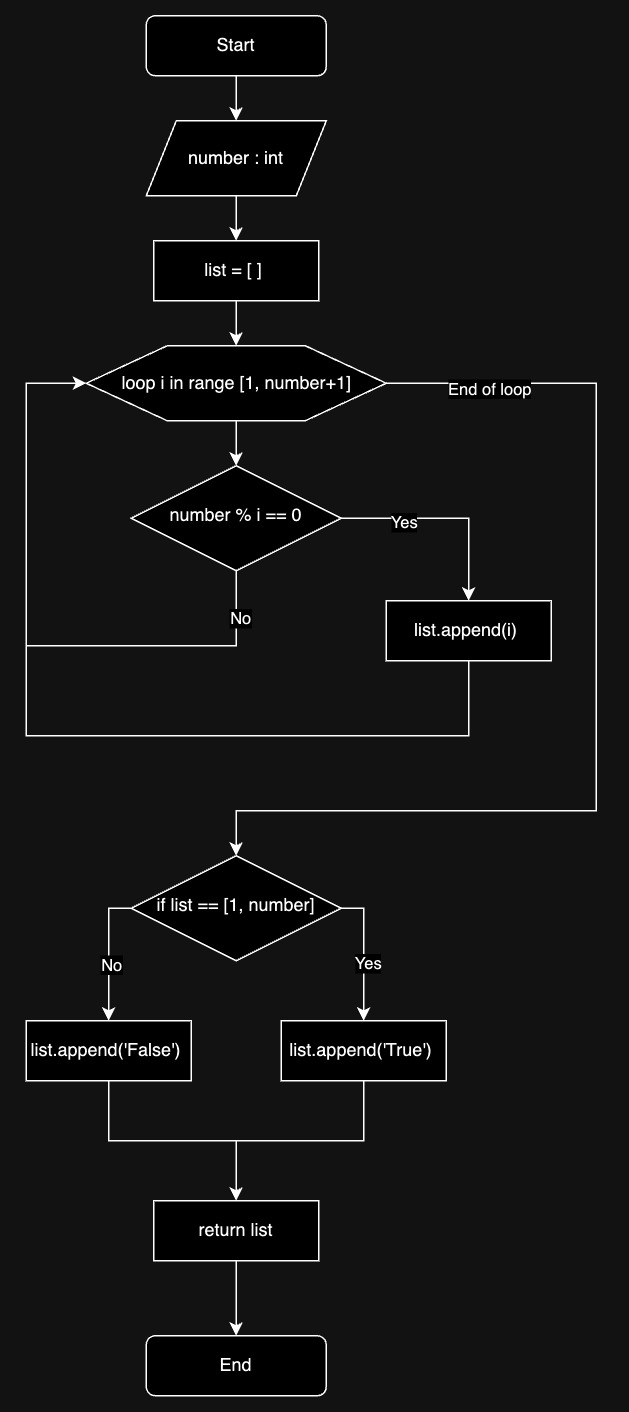 Start
number : int
list = [ ]
loop i in range [1, number+1]
End of loop
number % i == 0
Yes
No
list.append(i)
if list == [1, number]
No
Yes
list.append('False')
list.append('True')
return list
End